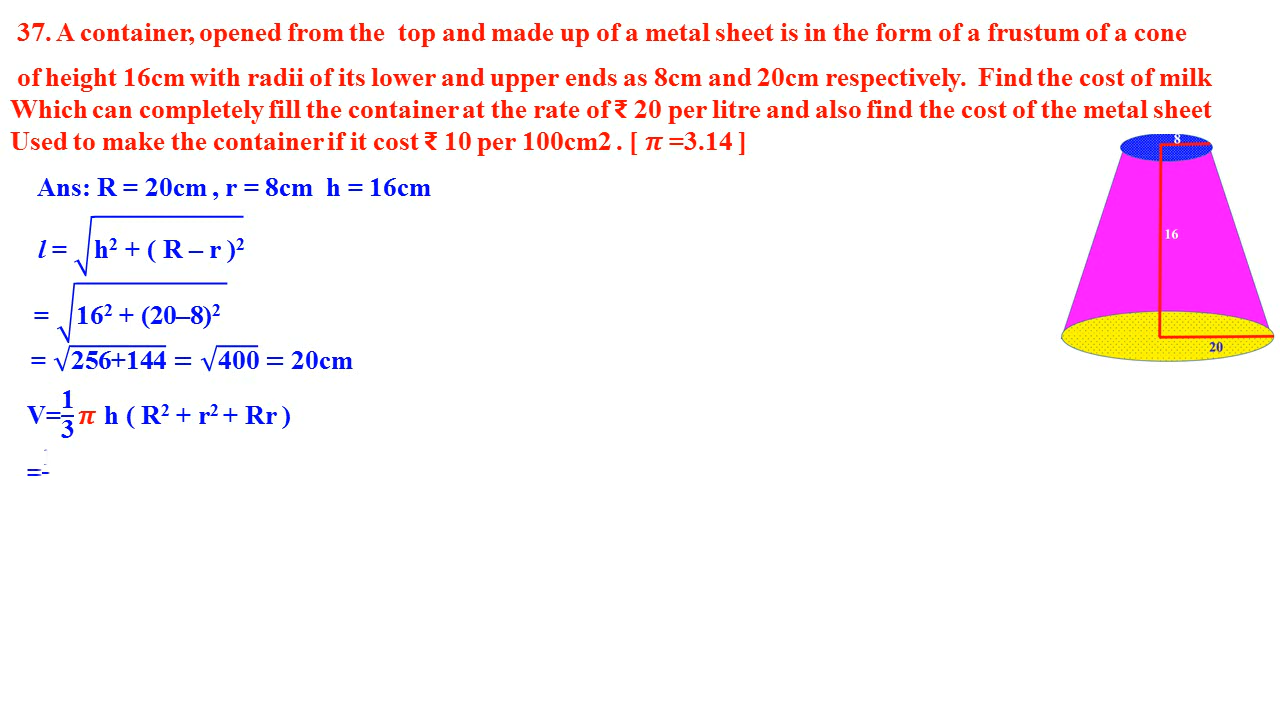 37. A container, opened from the top and made up of a metal sheet is in the form of a frustum of a cone
of height 16cm with radii of its lower and upper ends as 8cm and 20cm respectively. Find the cost of milk
Which can completely fill the container at the rate of ₹ 20 per litre and also find the cost of the metal sheet
Used to make the container if it cost ₹ 10 per 100cm2 . [ π =3.14 ]
8
Ans: R = 20cm , r = 8cm h = 16cm
16
l = √h² + ( R – r )²
= √16² + (20–8)²
20
= √256+144 = √400 = 20cm
V=1/3 π h ( R² + r² + Rr )
=